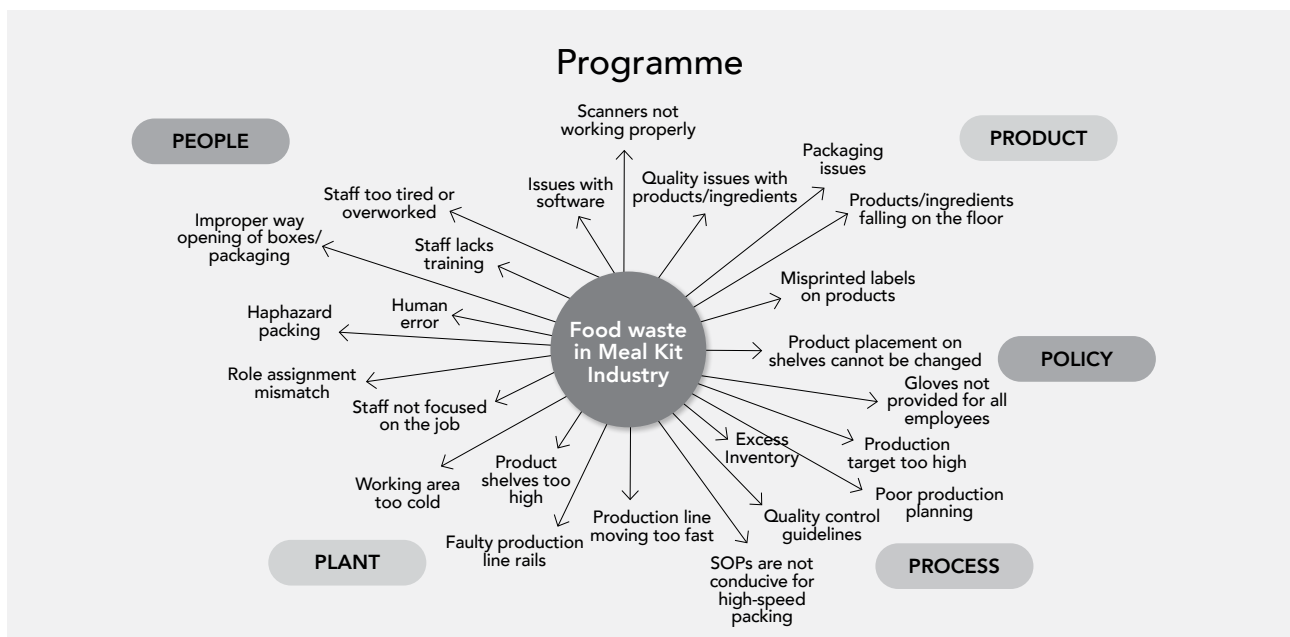 Programme
PEOPLE
PRODUCT
POLICY
PROCESS
PLANT
Food waste
in Meal Kit
Industry
Scanners not
working properly
Issues with
software
Quality issues with
products/ingredients
Packaging
issues
Products/ingredients
falling on the floor
Misprinted labels
on products
Product placement on
shelves cannot be changed
Gloves not
provided for all
employees
Production
target too high
Poor production
planning
Excess
Inventory
Quality control
guidelines
SOPs are not
conducive for
high-speed
packing
Production line
moving too fast
Faulty production
line rails
Product
shelves too
high
Working area
too cold
Staff not focused
on the job
Role assignment
mismatch
Haphazard
packing
Human
error
Improper way
opening of boxes/
packaging
Staff lacks
training
Staff too tired or
overworked